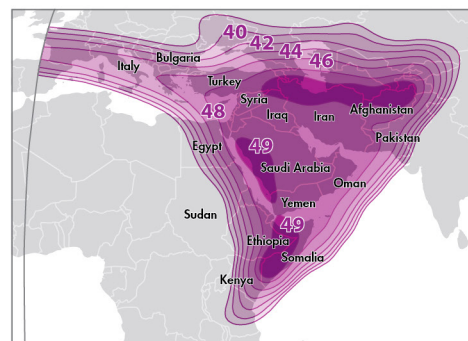 40
42
44
46
Bulgaria
Italy
Turkey
Syria
48
Iraq
Iran
Afghanistan
Pakistan
Egypt
49
Saudi Arabia
Oman
Yemen
Sudan
49
Ethiopia
Somalia
Kenya